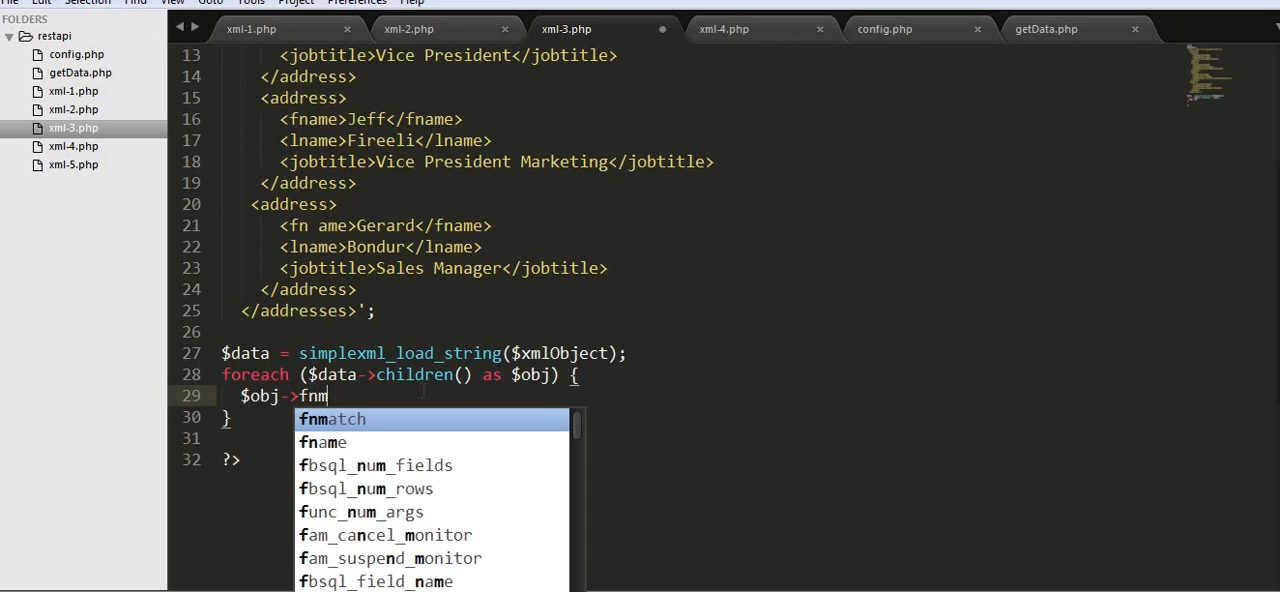 File Edit Selection Find View Goto Tools Project Preferences Help
FOLDERS
restapi
config.php
getData.php
xml-1.php
xml-2.php
xml-3.php
xml-4.php
xml-5.php
xml-1.php × xml-2.php × xml-3.php xml-4.php × config.php × getData.php ×
13 <jobtitle>Vice President</jobtitle>
14 </address>
15 <address>
16 <fname>Jeff</fname>
17 <lname>Fireeli</lname>
18 <jobtitle>Vice President Marketing</jobtitle>
19 </address>
20 <address>
21 <fn ame>Gerard</fname>
22 <lname>Bondur</lname>
23 <jobtitle>Sales Manager</jobtitle>
24 </address>
25 </addresses>';
26
27 $data = simplexml_load_string($xmlObject);
28 foreach ($data->children() as $obj) {
29 $obj->fnm
30 }
31
32 ?>
fnmatch
fname
fbsql_num_fields
fbsql_num_rows
func_num_args
fam_cancel_monitor
fam_suspend_monitor
fbsql_field_name